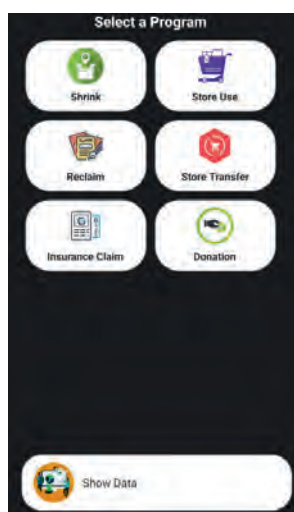 Select a Program
Shrink
Store Use
Reclaim
Store Transfer
Insurance Claim
Donation
Show Data